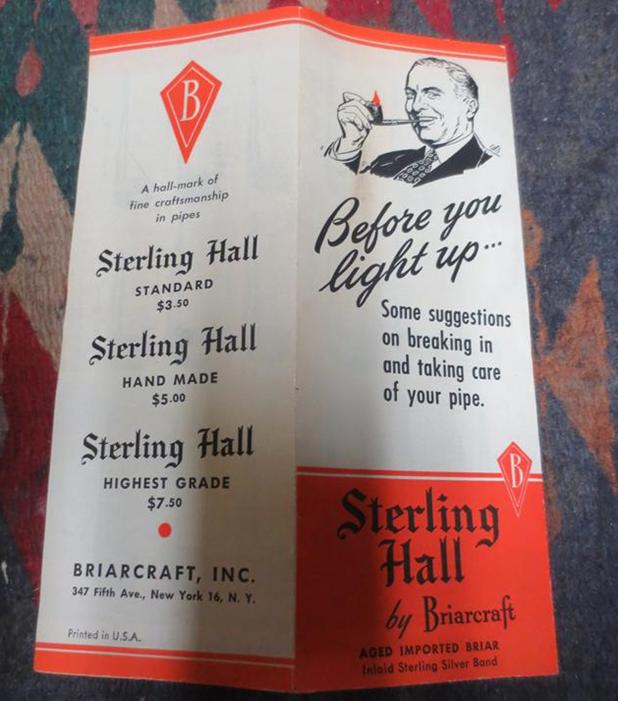 B
A hall-mark of
fine craftsmanship
in pipes
Sterling Hall
STANDARD
$3.50
Sterling Hall
HAND MADE
$5.00
Sterling Hall
HIGHEST GRADE
$7.50
BRIARCRAFT, INC.
347 Fifth Ave., New York 16, N. Y.
Printed in U.S.A.
Before you
light up...
Some suggestions
on breaking in
and taking care
of your pipe.
B
Sterling
Hall
by Briarcraft
AGED IMPORTED BRIAR
Inlaid Sterling Silver Band